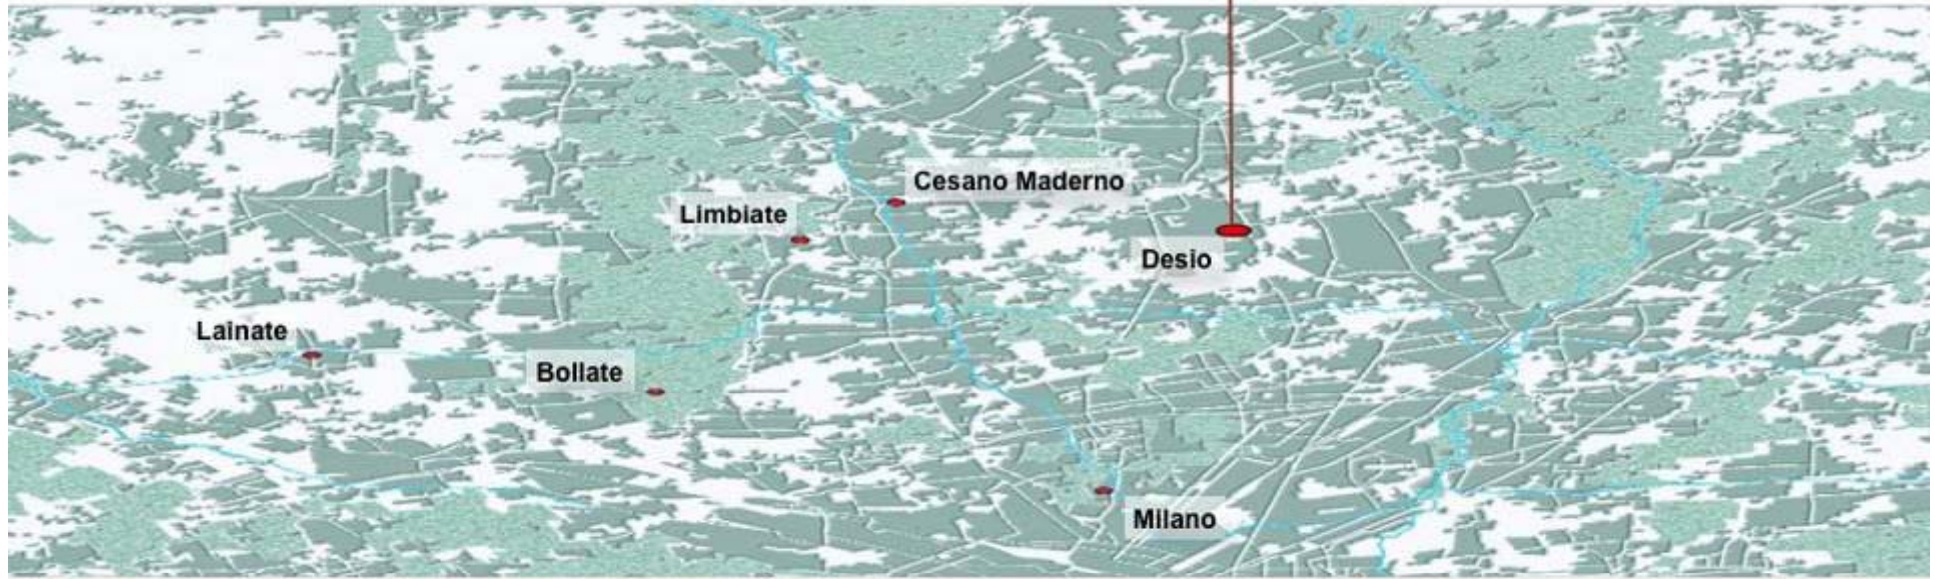 Cesano Maderno
Limbiate
Desio
Lainate
Bollate
Milano